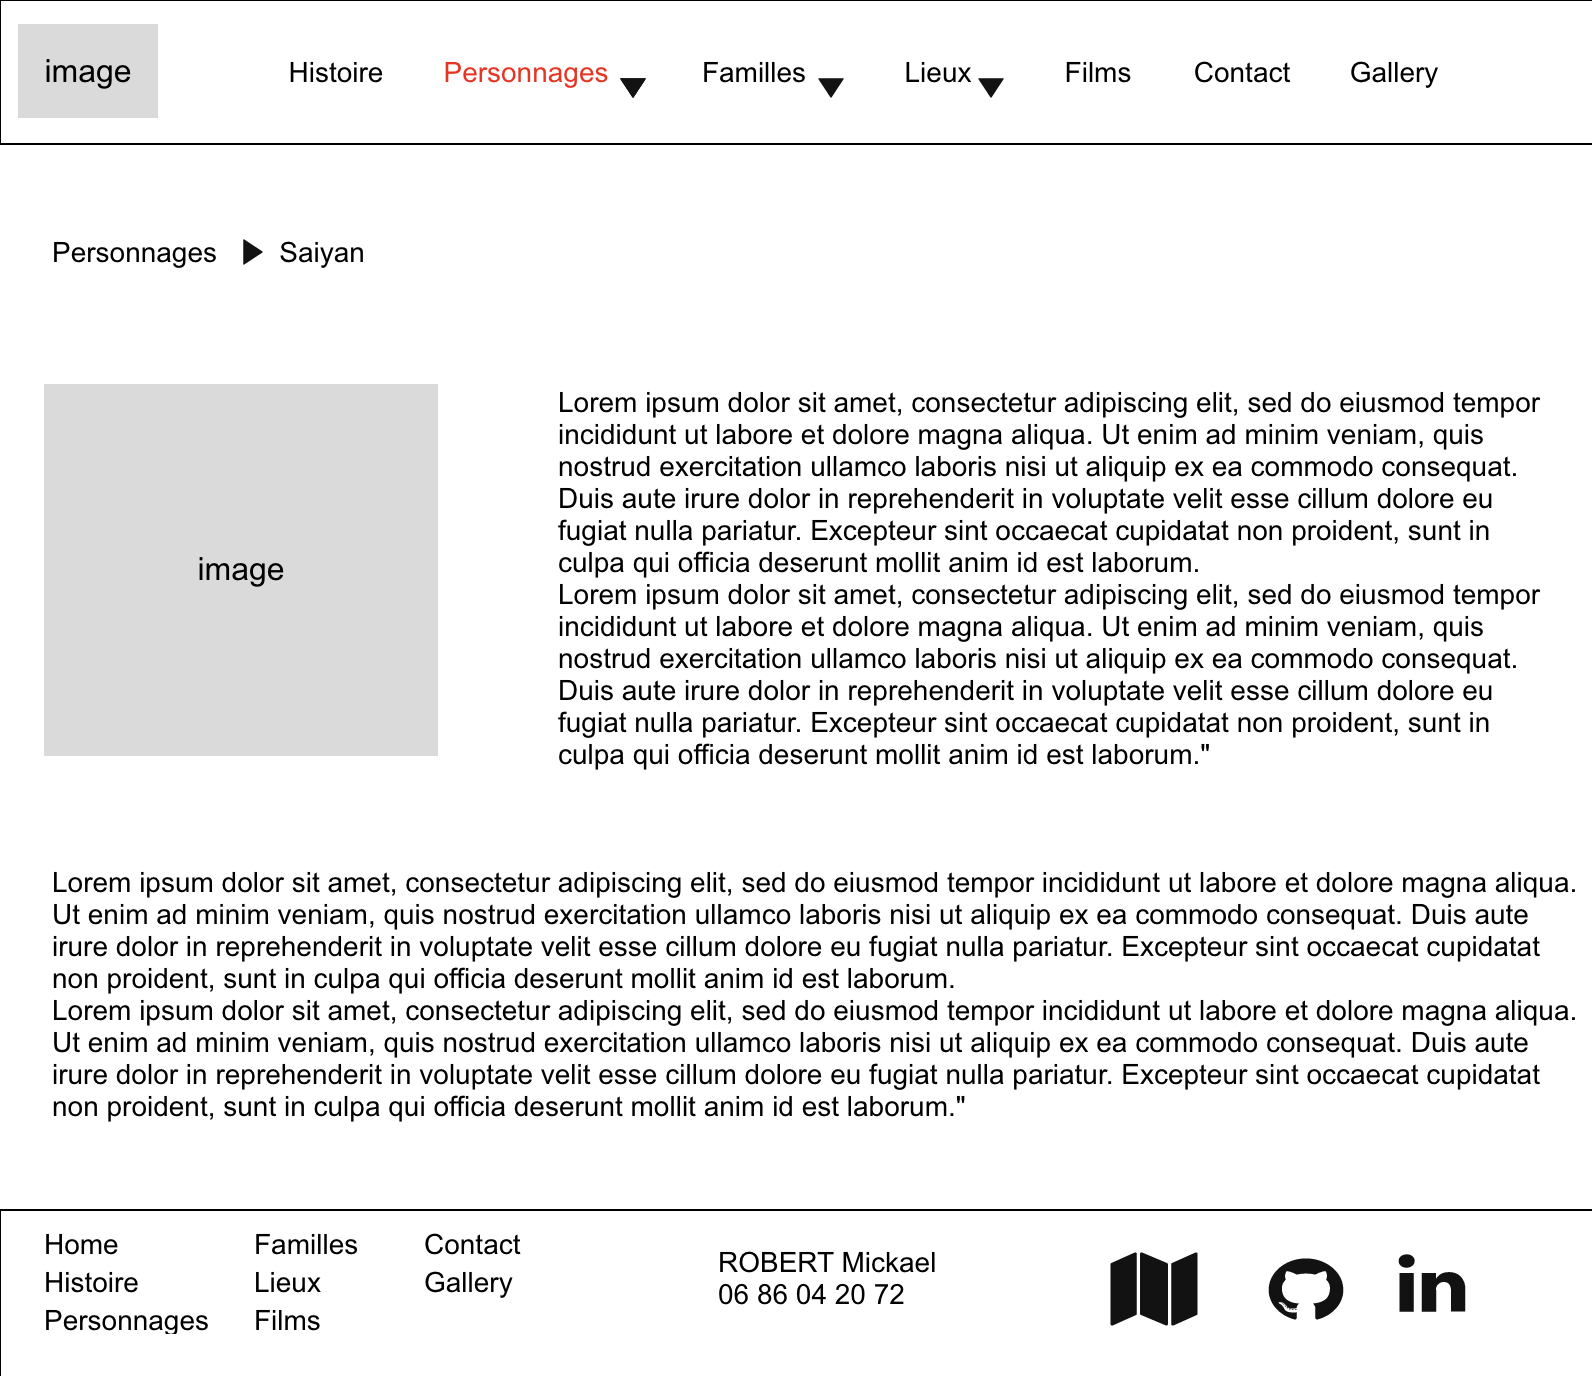 image
Histoire Personnages Familles Lieux Films Contact Gallery
Personnages Saiyan
image
Lorem ipsum dolor sit amet, consectetur adipiscing elit, sed do eiusmod tempor
incididunt ut labore et dolore magna aliqua. Ut enim ad minim veniam, quis
nostrud exercitation ullamco laboris nisi ut aliquip ex ea commodo consequat.
Duis aute irure dolor in reprehenderit in voluptate velit esse cillum dolore eu
fugiat nulla pariatur. Excepteur sint occaecat cupidatat non proident, sunt in
culpa qui officia deserunt mollit anim id est laborum.
Lorem ipsum dolor sit amet, consectetur adipiscing elit, sed do eiusmod tempor
incididunt ut labore et dolore magna aliqua. Ut enim ad minim veniam, quis
nostrud exercitation ullamco laboris nisi ut aliquip ex ea commodo consequat.
Duis aute irure dolor in reprehenderit in voluptate velit esse cillum dolore eu
fugiat nulla pariatur. Excepteur sint occaecat cupidatat non proident, sunt in
culpa qui officia deserunt mollit anim id est laborum."
Lorem ipsum dolor sit amet, consectetur adipiscing elit, sed do eiusmod tempor incididunt ut labore et dolore magna aliqua.
Ut enim ad minim veniam, quis nostrud exercitation ullamco laboris nisi ut aliquip ex ea commodo consequat. Duis aute
irure dolor in reprehenderit in voluptate velit esse cillum dolore eu fugiat nulla pariatur. Excepteur sint occaecat cupidatat
non proident, sunt in culpa qui officia deserunt mollit anim id est laborum.
Lorem ipsum dolor sit amet, consectetur adipiscing elit, sed do eiusmod tempor incididunt ut labore et dolore magna aliqua.
Ut enim ad minim veniam, quis nostrud exercitation ullamco laboris nisi ut aliquip ex ea commodo consequat. Duis aute
irure dolor in reprehenderit in voluptate velit esse cillum dolore eu fugiat nulla pariatur. Excepteur sint occaecat cupidatat
non proident, sunt in culpa qui officia deserunt mollit anim id est laborum."
Home
Histoire
Personnages
Familles
Lieux
Films
Contact
Gallery
ROBERT Mickael
06 86 04 20 72
in